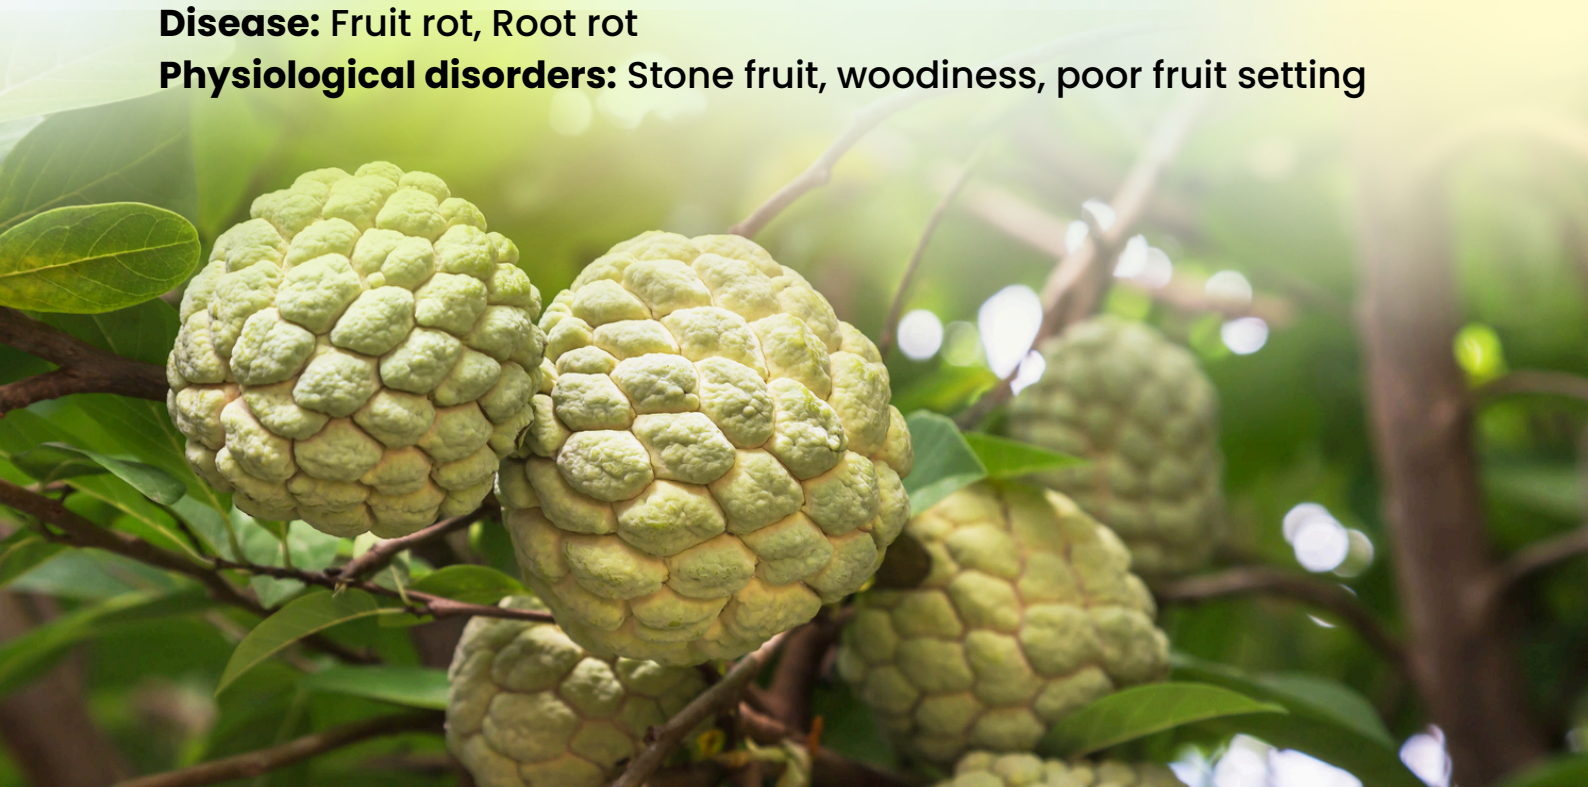 Disease: Fruit rot, Root rot
Physiological disorders: Stone fruit, woodiness, poor fruit setting